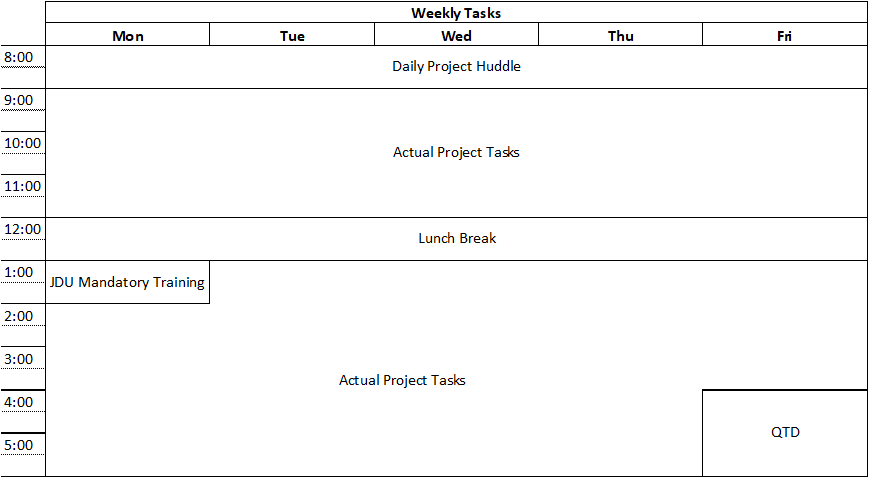 Weekly Tasks
Mon Tue Wed Thu Fri
8:00
Daily Project Huddle
9:00
10:00
Actual Project Tasks
11:00
12:00
Lunch Break
1:00
JDU Mandatory Training
2:00
3:00
Actual Project Tasks
4:00
QTD
5:00